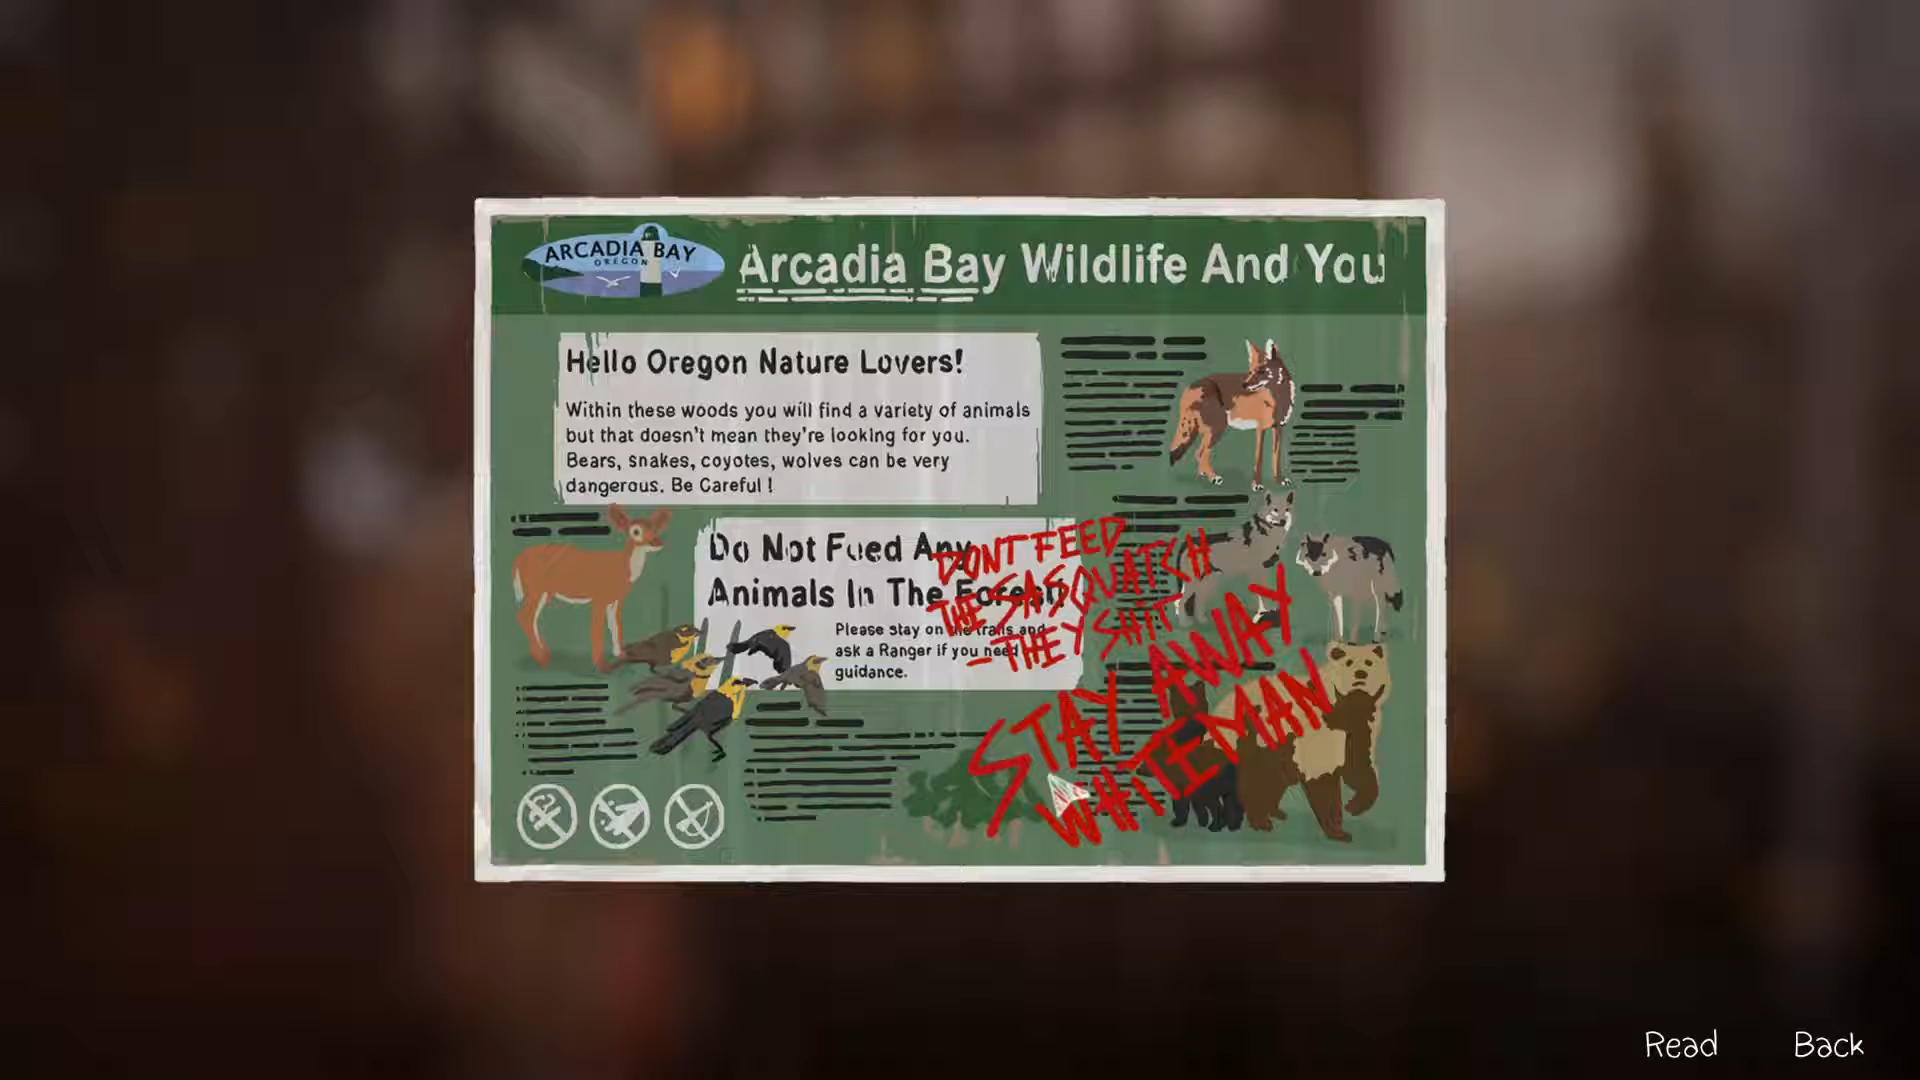 ARCADIA BAY
OREGON
Arcadia Bay Wildlife And You
Hello Oregon Nature Lovers!
Within these woods you will find a variety of animals
but that doesn't mean they're looking for you.
Bears, snakes, coyotes, wolves can be very
dangerous. Be Careful !
Do Not Feed Any
Animals In The Forest!
Please stay on the trails and
ask a Ranger if you need
guidance.
DONT FEED
THE SASQUATCH
- THEY SHIT
STAY AWAY
WHITEMAN
Read
Back